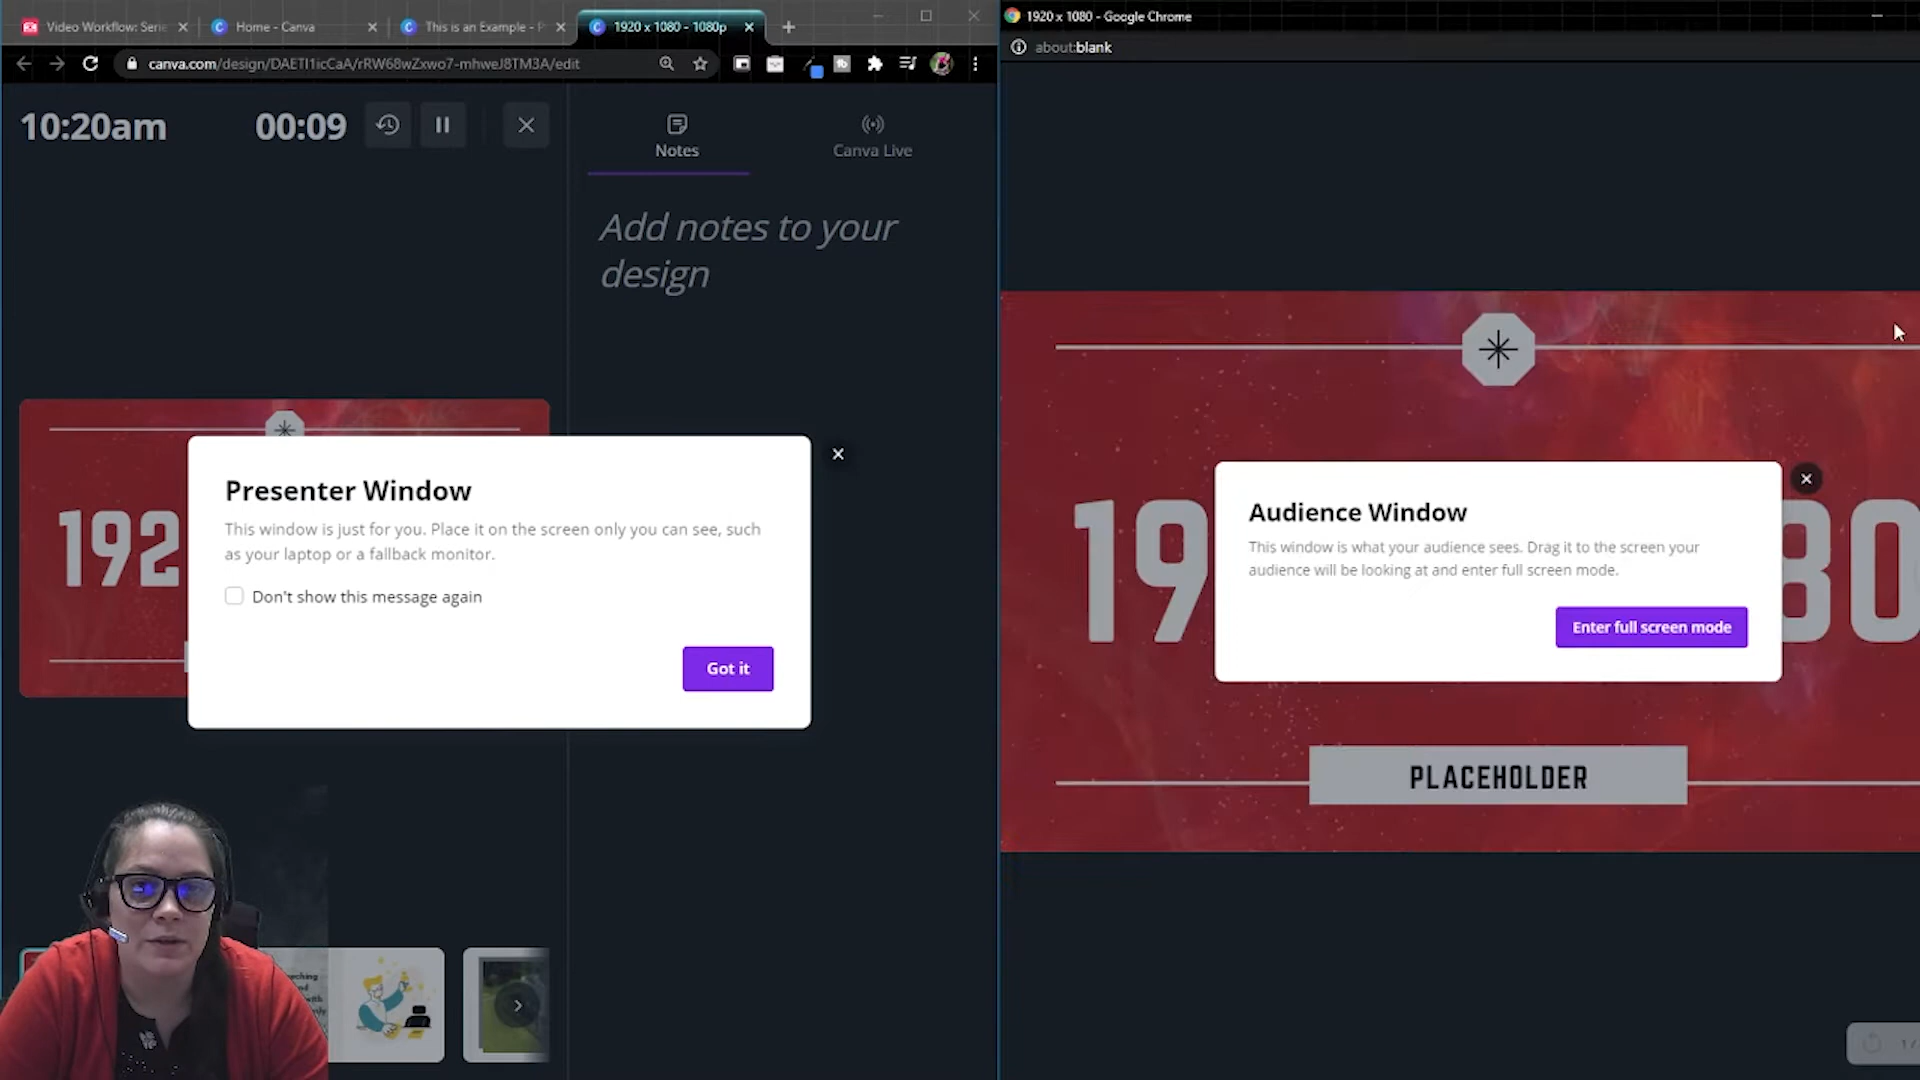 Video Workflow: Serie
Home - Canva
This is an Example - P
1920 x 1080 - 1080p
1920 x 1080 - Google Chrome
canva.com/design/DAETl1icCaA/rRW68wZxwo7-mhweJ8TM3A/edit
about:blank
10:20am
00:09
Notes
Canva Live
Add notes to your
design
192
Presenter Window
This window is just for you. Place it on the screen only you can see, such
as your laptop or a fallback monitor.
Don't show this message again
Got it
19
80
Audience Window
This window is what your audience sees. Drag it to the screen your
audience will be looking at and enter full screen mode.
Enter full screen mode
PLACEHOLDER